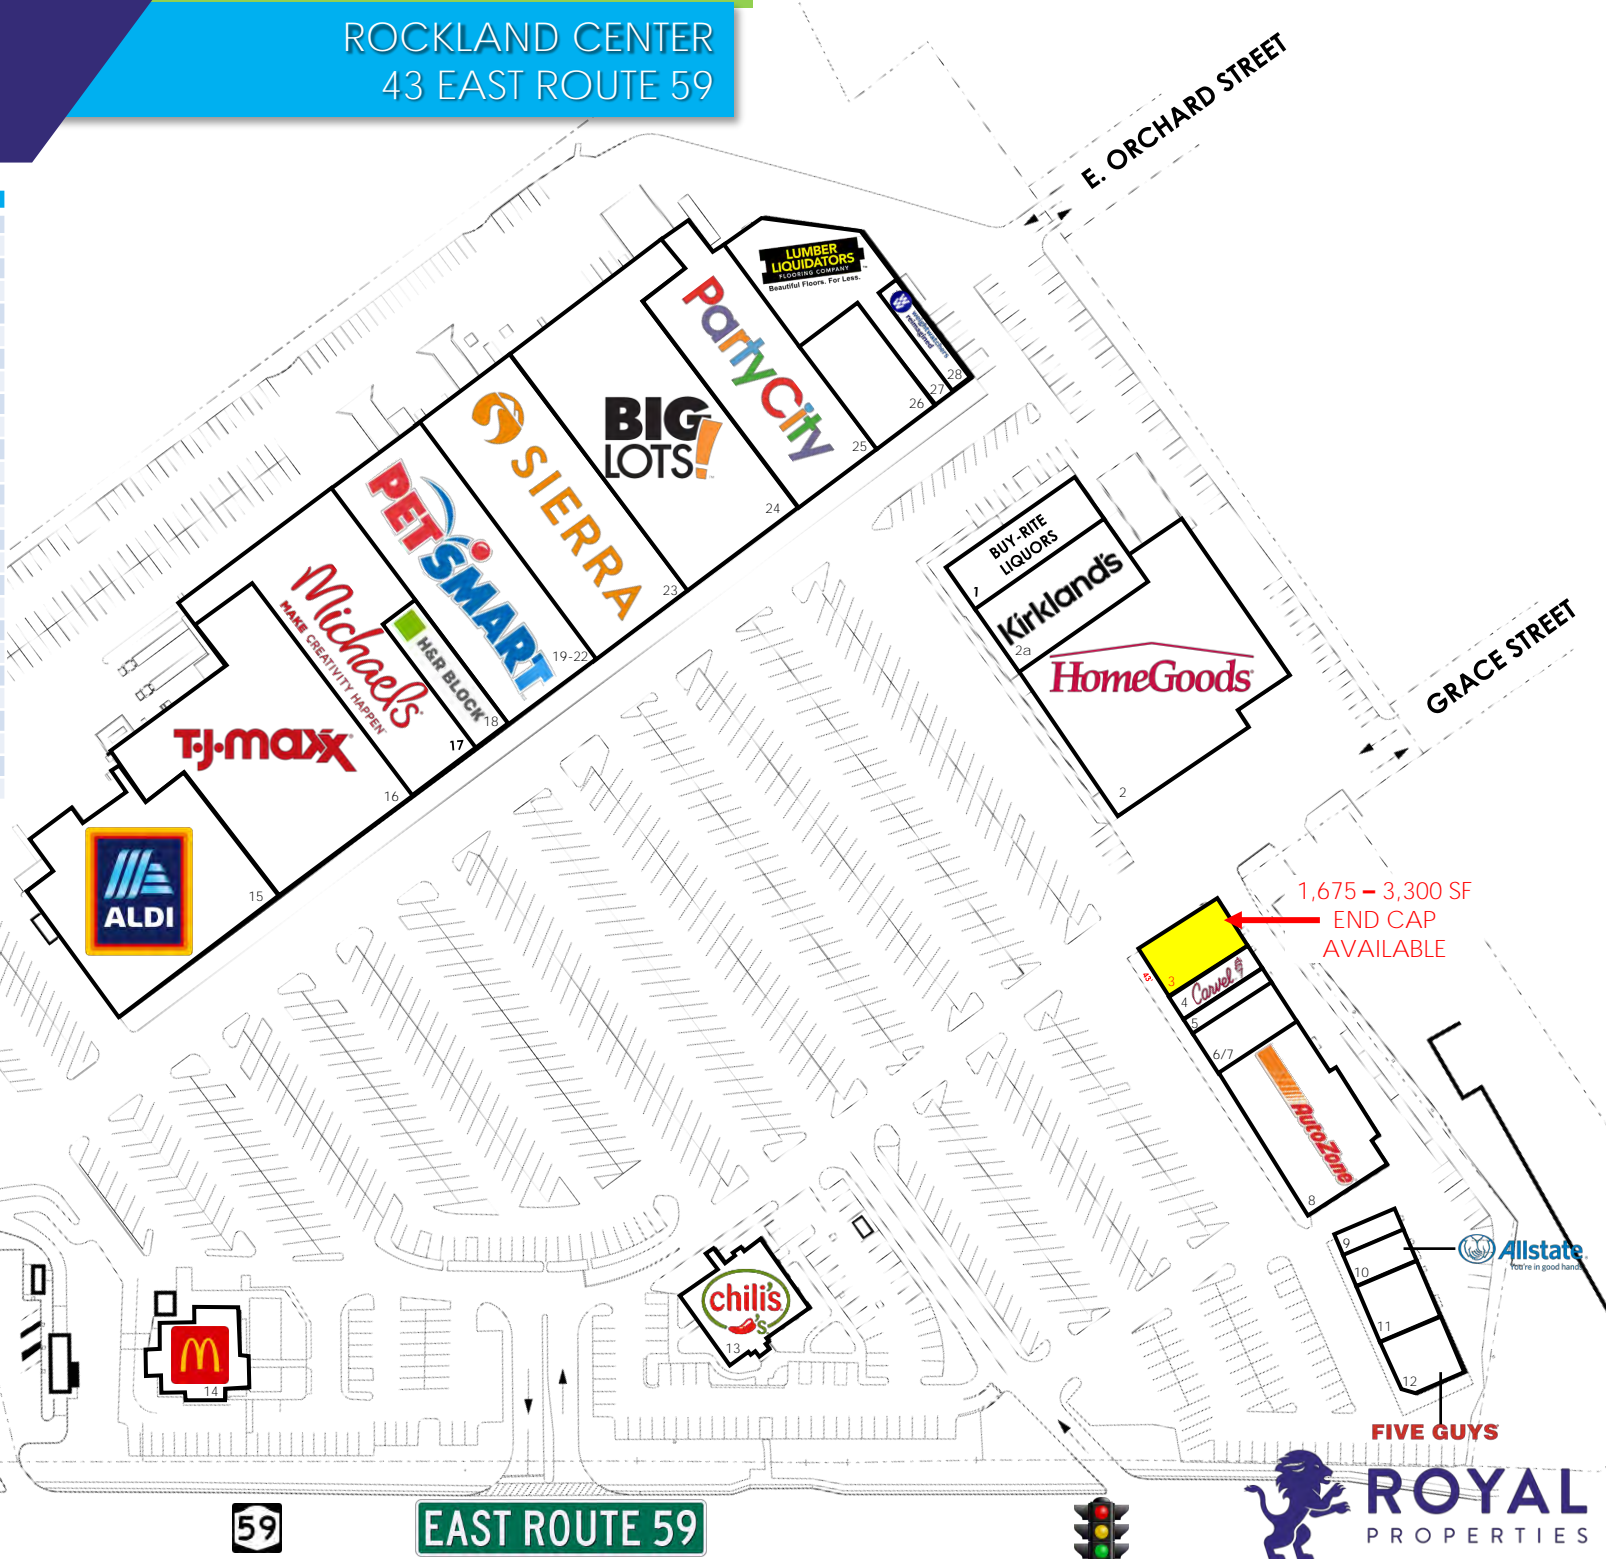 ROCKLAND CENTER
43 EAST ROUTE 59
E. ORCHARD STREET
LUMBER
LIQUIDATORS
FLOORING COMPANY
Beautiful Floors. For Less.
PartyCity
weightwatchers
reimagined
28
27
26
25
BIG
LOTS!
24
SIERRA
23
PETSMART
19-22
H&R BLOCK
18
17
Michaels
MAKE CREATIVITY HAPPEN
16
T·J·maxx
15
ALDI
BUY-RITE
LIQUORS
1
Kirkland's
2a
HomeGoods
2
GRACE STREET
1,675 – 3,300 SF
END CAP
AVAILABLE
43'
3
4
Carvel
5
6/7
AutoZone
8
9
Allstate
You're in good hands.
10
11
12
FIVE GUYS
chili's
13
14
59
EAST ROUTE 59
ROYAL
PROPERTIES